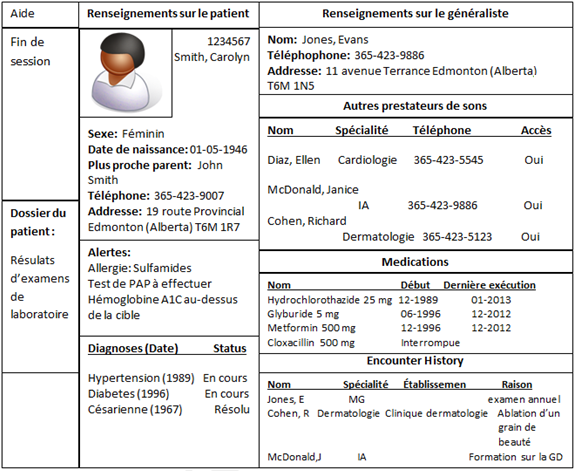 Aide
Fin de
session
Dossier du
patient :
Résulats
d’examens
de
laboratoire
Renseignements sur le patient
1234567
Smith, Carolyn
Sexe: Féminin
Date de naissance: 01-05-1946
Plus proche parent: John
Smith
Téléphone: 365-423-9007
Addresse: 19 route Provincial
Edmonton (Alberta) T6M 1R7
Alertes:
Allergie: Sulfamides
Test de PAP à effectuer
Hémoglobine A1C au-dessus
de la cible
Diagnoses (Date) Status
Hypertension (1989) En cours
Diabetes (1996) En cours
Césarienne (1967) Résolu
Renseignements sur le généraliste
Nom: Jones, Evans
Téléphophone: 365-423-9886
Addresse: 11 avenue Terrance Edmonton (Alberta)
T6M 1N5
Autres prestateurs de sons
Nom Spécialité Téléphone Accès
Diaz, Ellen Cardiologie 365-423-5545 Oui
McDonald, Janice
IA 365-423-9886 Oui
Cohen, Richard
Dermatologie 365-423-5123 Oui
Medications
Nom Début Dernière exécution
Hydrochlorothazide 25 mg 12-1989 01-2013
Glyburide 5 mg 06-1996 12-2012
Metformin 500 mg 12-1996 12-2012
Cloxacillin 500 mg Interrompue
Encounter History
Nom Spécialité Établissemen Raison
Jones, E MG examen annuel
Cohen, R Dermatologie Clinique dermatologie Ablation d’un
grain de
beauté
McDonald,J IA Formation sur la GD